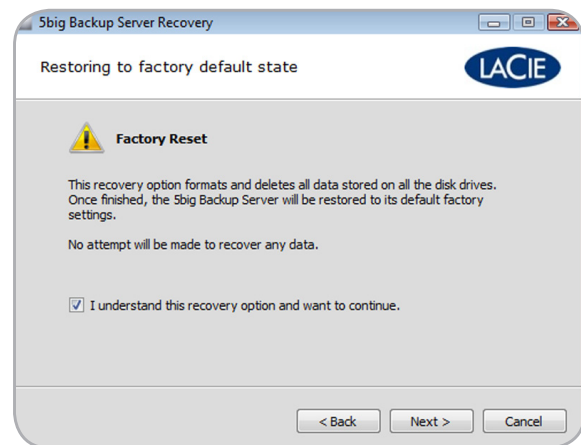 5big Backup Server Recovery
Restoring to factory default state
LACIE
Factory Reset
This recovery option formats and deletes all data stored on all the disk drives.
Once finished, the 5big Backup Server will be restored to its default factory
settings.
No attempt will be made to recover any data.
I understand this recovery option and want to continue.
< Back
Next >
Cancel